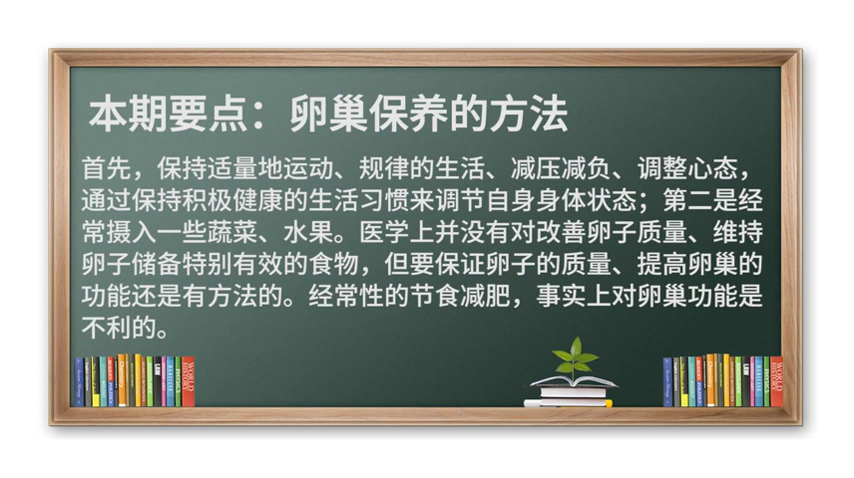 本期要点：卵巢保养的方法
首先，保持适量地运动、规律的生活、减压减负、调整心态，
通过保持积极健康的生活习惯来调节自身身体状态；第二是经
常摄入一些蔬菜、水果。医学上并没有对改善卵子质量、维持
卵子储备特别有效的食物，但要保证卵子的质量、提高卵巢的
功能还是有方法的。经常性的节食减肥，事实上对卵巢功能是
不利的。
WORLD HISTORY
WORLD HISTORY